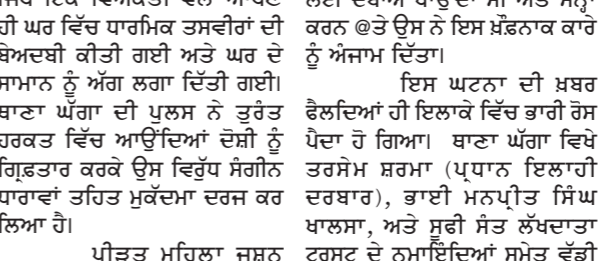 ਹੀ ਘਰ ਵਿੱਚ ਧਾਰਮਿਕ ਤਸਵੀਰਾਂ ਦੀ
ਬੇਅਦਬੀ ਕੀਤੀ ਗਈ ਅਤੇ ਘਰ ਦੇ
ਸਾਮਾਨ ਨੂੰ ਅੱਗ ਲਗਾ ਦਿੱਤੀ ਗਈ।
ਥਾਣਾ ਘੱਗਾ ਦੀ ਪੁਲਸ ਨੇ ਤੁਰੰਤ
ਹਰਕਤ ਵਿੱਚ ਆਉਂਦਿਆਂ ਦੋਸ਼ੀ ਨੂੰ
ਗ੍ਰਿਫ਼ਤਾਰ ਕਰਕੇ ਉਸ ਵਿਰੁੱਧ ਸੰਗੀਨ
ਧਾਰਾਵਾਂ ਤਹਿਤ ਮੁਕੱਦਮਾ ਦਰਜ ਕਰ
ਲਿਆ ਹੈ।
ਪੀੜਤ ਮਹਿਲਾ ਜਸ਼ਨ
ਕਰਨ @ਤੇ ਉਸ ਨੇ ਇਸ ਖ਼ੌਫ਼ਨਾਕ ਕਾਰੇ
ਨੂੰ ਅੰਜਾਮ ਦਿੱਤਾ।
ਇਸ ਘਟਨਾ ਦੀ ਖ਼ਬਰ
ਫੈਲਦਿਆਂ ਹੀ ਇਲਾਕੇ ਵਿੱਚ ਭਾਰੀ ਰੋਸ
ਪੈਦਾ ਹੋ ਗਿਆ। ਥਾਣਾ ਘੱਗਾ ਵਿਖੇ
ਤਰਸੇਮ ਸ਼ਰਮਾ (ਪ੍ਰਧਾਨ ਇਲਾਹੀ
ਦਰਬਾਰ), ਭਾਈ ਮਨਪ੍ਰੀਤ ਸਿੰਘ
ਖਾਲਸਾ, ਅਤੇ ਸੂਫੀ ਸੰਤ ਲੱਖਦਾਤਾ
ਟਰਸਟ ਦੇ ਨੁਮਾਇੰਦਿਆਂ ਸਮੇਤ ਵੱਡੀ